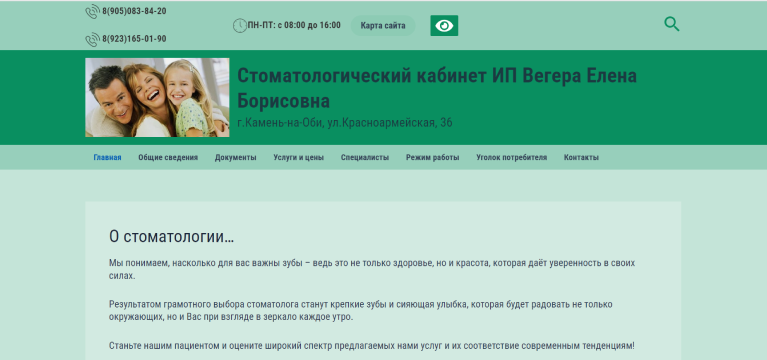 8(905)083-84-20
8(923)165-01-90
ПН-ПТ: с 08:00 до 16:00
Карта сайта
Стоматологический кабинет ИП Вегера Елена
Борисовна
г.Камень-на-Оби, ул.Красноармейская, 36
Главная Общие сведения Документы Услуги и цены Специалисты Режим работы Уголок потребителя Контакты
О стоматологии...
Мы понимаем, насколько для вас важны зубы – ведь это не только здоровье, но и красота, которая даёт уверенность в своих
силах.
Результатом грамотного выбора стоматолога станут крепкие зубы и сияющая улыбка, которая будет радовать не только
окружающих, но и Вас при взгляде в зеркало каждое утро.
Станьте нашим пациентом и оцените широкий спектр предлагаемых нами услуг и их соответствие современным тенденциям!